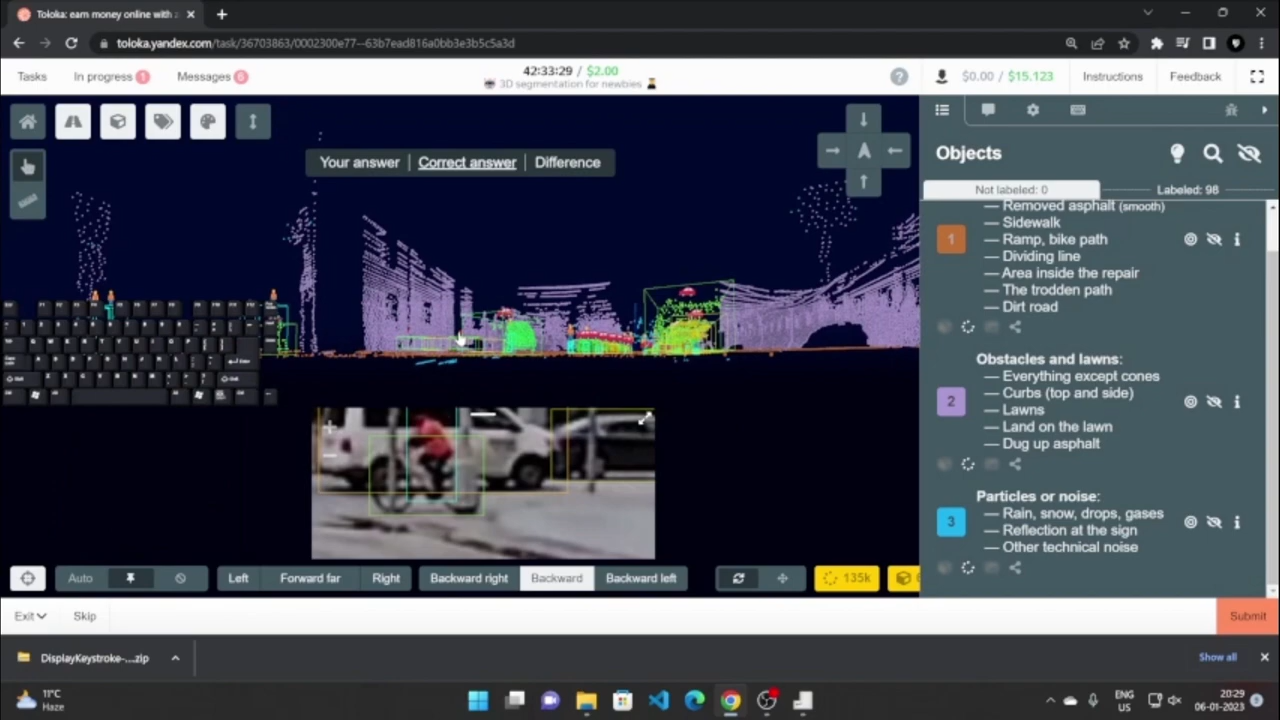 Toloka: earn money online with
toloka.yandex.com/task/36703863/0002300e77--63b7ead816a0bb3e3b5c5a3d
Tasks
In progress 1
Messages 6
42:33:29 / $2.00
3D segmentation for newbies
$0.00 / $15.123
Instructions
Feedback
Your answer | Correct answer | Difference
A
Objects
Not labeled: 0
Labeled: 98
— Removed asphalt (smooth)
— Sidewalk
1
— Ramp, bike path
— Dividing line
— Area inside the repair
— The trodden path
— Dirt road
Obstacles and lawns:
— Everything except cones
— Curbs (top and side)
2
— Lawns
— Land on the lawn
— Dug up asphalt
Particles or noise:
— Rain, snow, drops, gases
3
— Reflection at the sign
— Other technical noise
Auto
Left
Forward far
Right
Backward right
Backward
Backward left
135k
Exit
Skip
Submit
DisplayKeystroke-....zip
Show all
11°C
Haze
ENG
US
20:29
06-01-2023